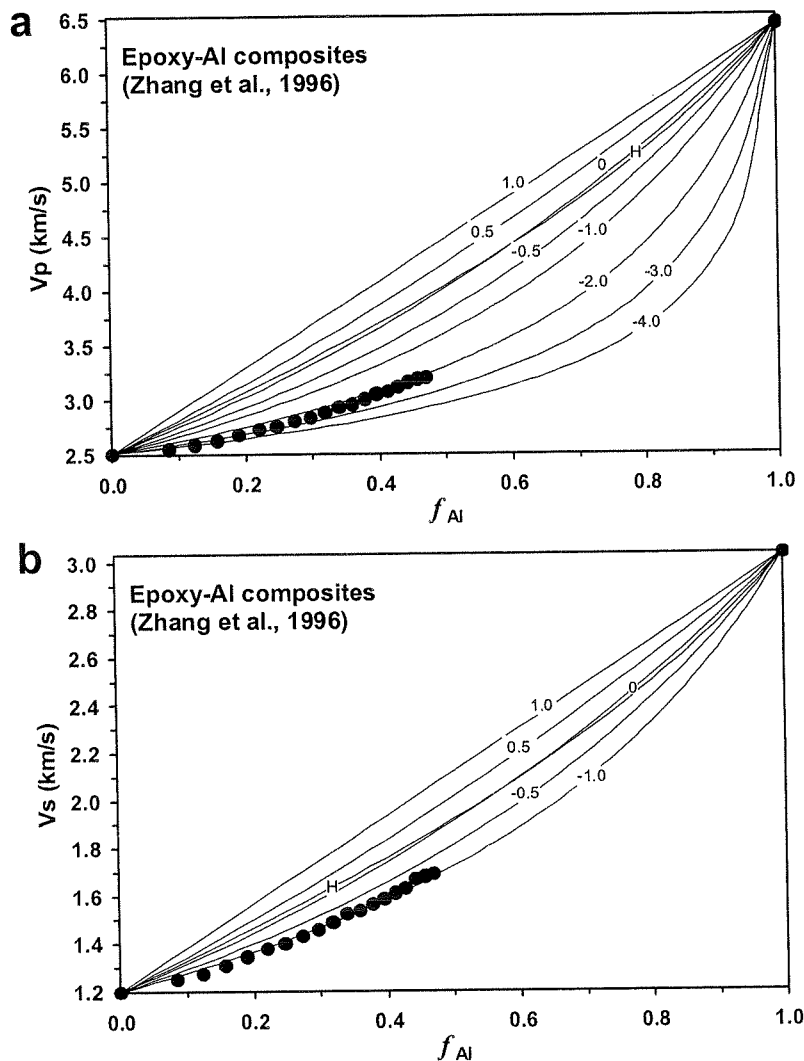 a
6.5
6.0
5.5
5.0
4.5
4.0
3.5
3.0
2.5
Vp (km/s)
Epoxy-Al composites
(Zhang et al., 1996)
1.0
0.5
0
H
-0.5
-1.0
-2.0
-3.0
-4.0
0.0 0.2 0.4 0.6 0.8 1.0
f Al
b
3.0
2.8
2.6
2.4
2.2
2.0
1.8
1.6
1.4
1.2
Vs (km/s)
Epoxy-Al composites
(Zhang et al., 1996)
1.0
0.5
0
H
-0.5
-1.0
0.0 0.2 0.4 0.6 0.8 1.0
f Al